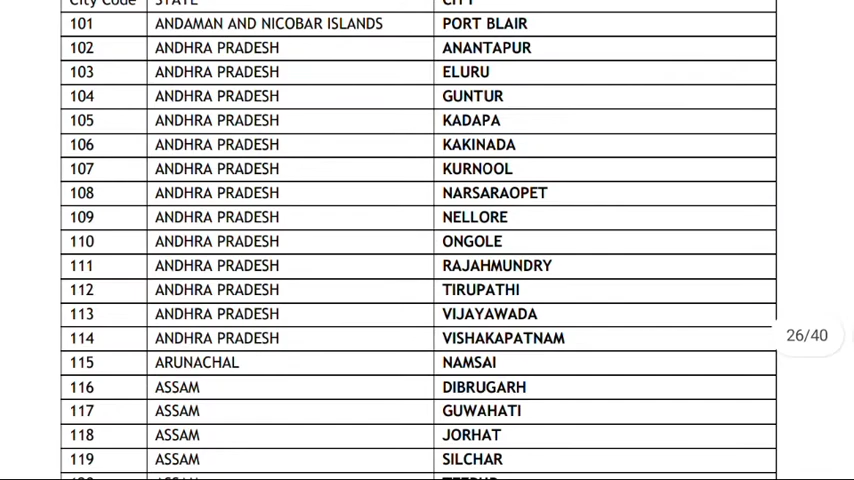 City Code STATE CITY
101 ANDAMAN AND NICOBAR ISLANDS PORT BLAIR
102 ANDHRA PRADESH ANANTAPUR
103 ANDHRA PRADESH ELURU
104 ANDHRA PRADESH GUNTUR
105 ANDHRA PRADESH KADAPA
106 ANDHRA PRADESH KAKINADA
107 ANDHRA PRADESH KURNOOL
108 ANDHRA PRADESH NARSARAOPET
109 ANDHRA PRADESH NELLORE
110 ANDHRA PRADESH ONGOLE
111 ANDHRA PRADESH RAJAHMUNDRY
112 ANDHRA PRADESH TIRUPATHI
113 ANDHRA PRADESH VIJAYAWADA
114 ANDHRA PRADESH VISHAKAPATNAM
26/40
115 ARUNACHAL NAMSAI
116 ASSAM DIBRUGARH
117 ASSAM GUWAHATI
118 ASSAM JORHAT
119 ASSAM SILCHAR